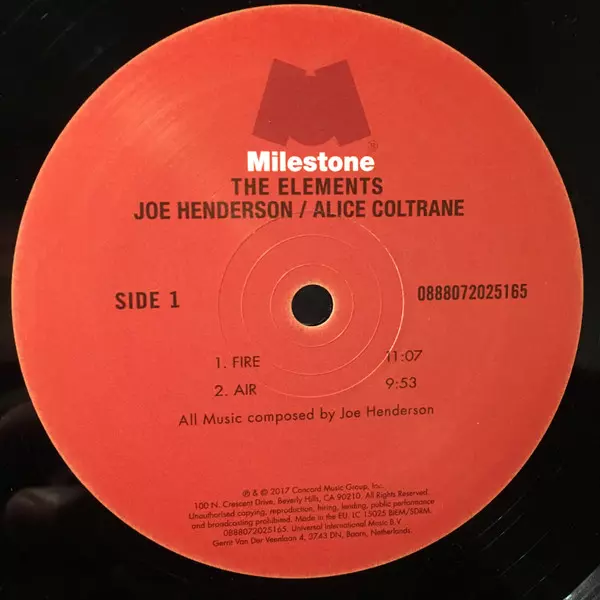 ®
Milestone
THE ELEMENTS
JOE HENDERSON / ALICE COLTRANE
SIDE 1
0888072025165
1. FIRE 11:07
2. AIR 9:53
All Music composed by Joe Henderson
℗ & © 2017 Concord Music Group, Inc.
100 N. Crescent Drive, Beverly Hills, CA 90210. All Rights Reserved.
Unauthorised copying, reproduction, hiring, lending, public performance
and broadcasting prohibited. Made in the EU. LC 15025 BIEM/SDRM.
0888072025165. Universal International Music B.V.
Gerrit Van Der Veenlaan 4, 3743 DN, Baarn, Netherlands.